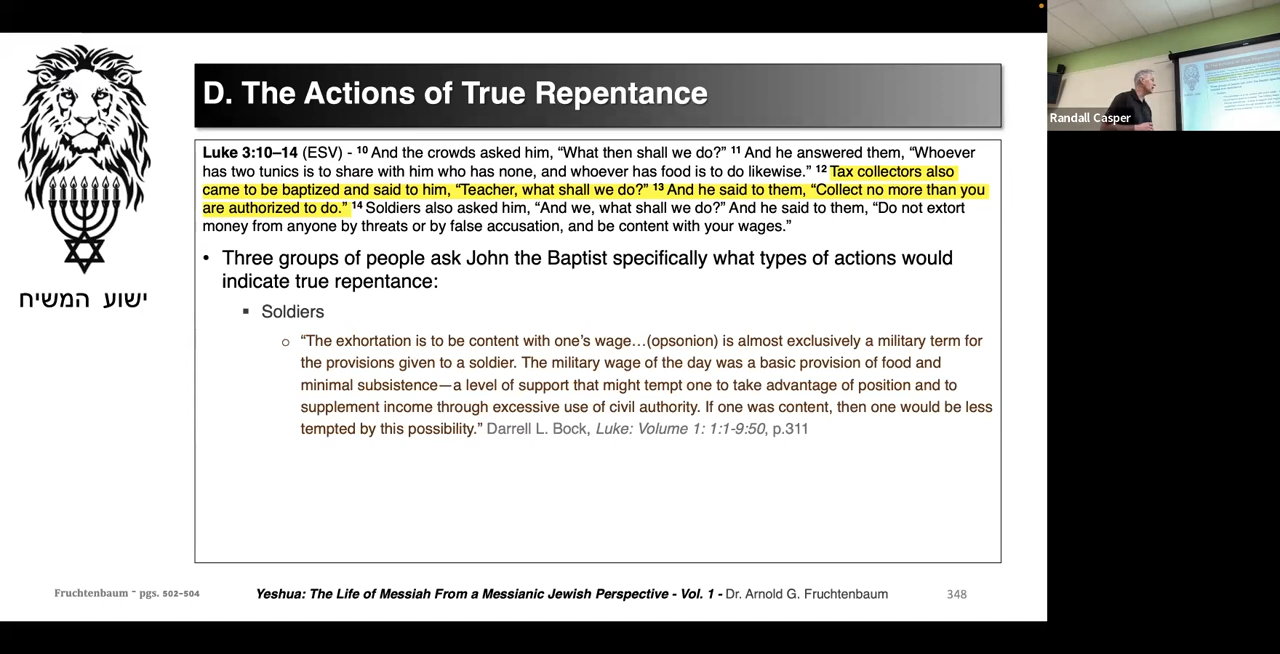 D. The Actions of True Repentance
Luke 3:10–14 (ESV) - 10 And the crowds asked him, “What then shall we do?” 11 And he answered them, “Whoever
has two tunics is to share with him who has none, and whoever has food is to do likewise.” 12 Tax collectors also
came to be baptized and said to him, “Teacher, what shall we do?” 13 And he said to them, “Collect no more than you
are authorized to do.” 14 Soldiers also asked him, “And we, what shall we do?” And he said to them, “Do not extort
money from anyone by threats or by false accusation, and be content with your wages.”
• Three groups of people ask John the Baptist specifically what types of actions would
indicate true repentance:
▪ Soldiers
○ “The exhortation is to be content with one’s wage…(opsonion) is almost exclusively a military term for
the provisions given to a soldier. The military wage of the day was a basic provision of food and
minimal subsistence—a level of support that might tempt one to take advantage of position and to
supplement income through excessive use of civil authority. If one was content, then one would be less
tempted by this possibility.” Darrell L. Bock, Luke: Volume 1: 1:1-9:50, p.311
ישוע המשיח
Fruchtenbaum - pgs. 502-504
Yeshua: The Life of Messiah From a Messianic Jewish Perspective - Vol. 1 - Dr. Arnold G. Fruchtenbaum
348
Randall Casper